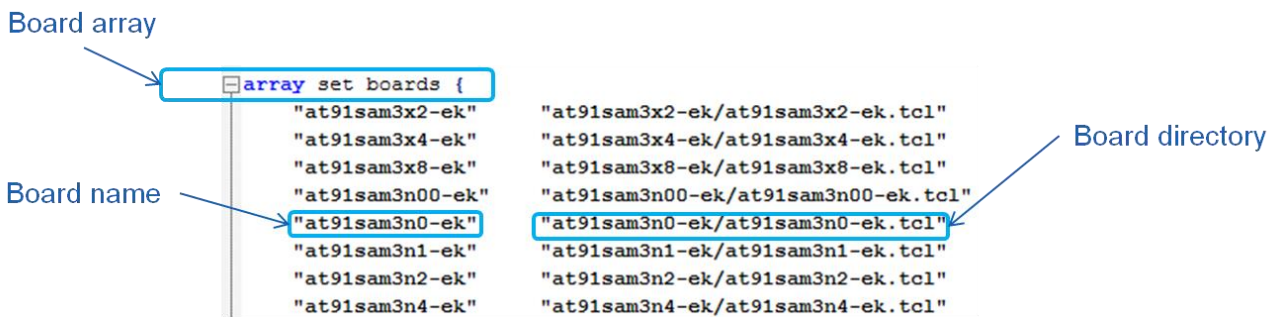 Board array
array set boards {
"at91sam3x2-ek" "at91sam3x2-ek/at91sam3x2-ek.tcl"
"at91sam3x4-ek" "at91sam3x4-ek/at91sam3x4-ek.tcl"
Board directory
"at91sam3x8-ek" "at91sam3x8-ek/at91sam3x8-ek.tcl"
Board name
"at91sam3n00-ek" "at91sam3n00-ek/at91sam3n00-ek.tcl"
"at91sam3n0-ek" "at91sam3n0-ek/at91sam3n0-ek.tcl"
"at91sam3n1-ek" "at91sam3n1-ek/at91sam3n1-ek.tcl"
"at91sam3n2-ek" "at91sam3n2-ek/at91sam3n2-ek.tcl"
"at91sam3n4-ek" "at91sam3n4-ek/at91sam3n4-ek.tcl"